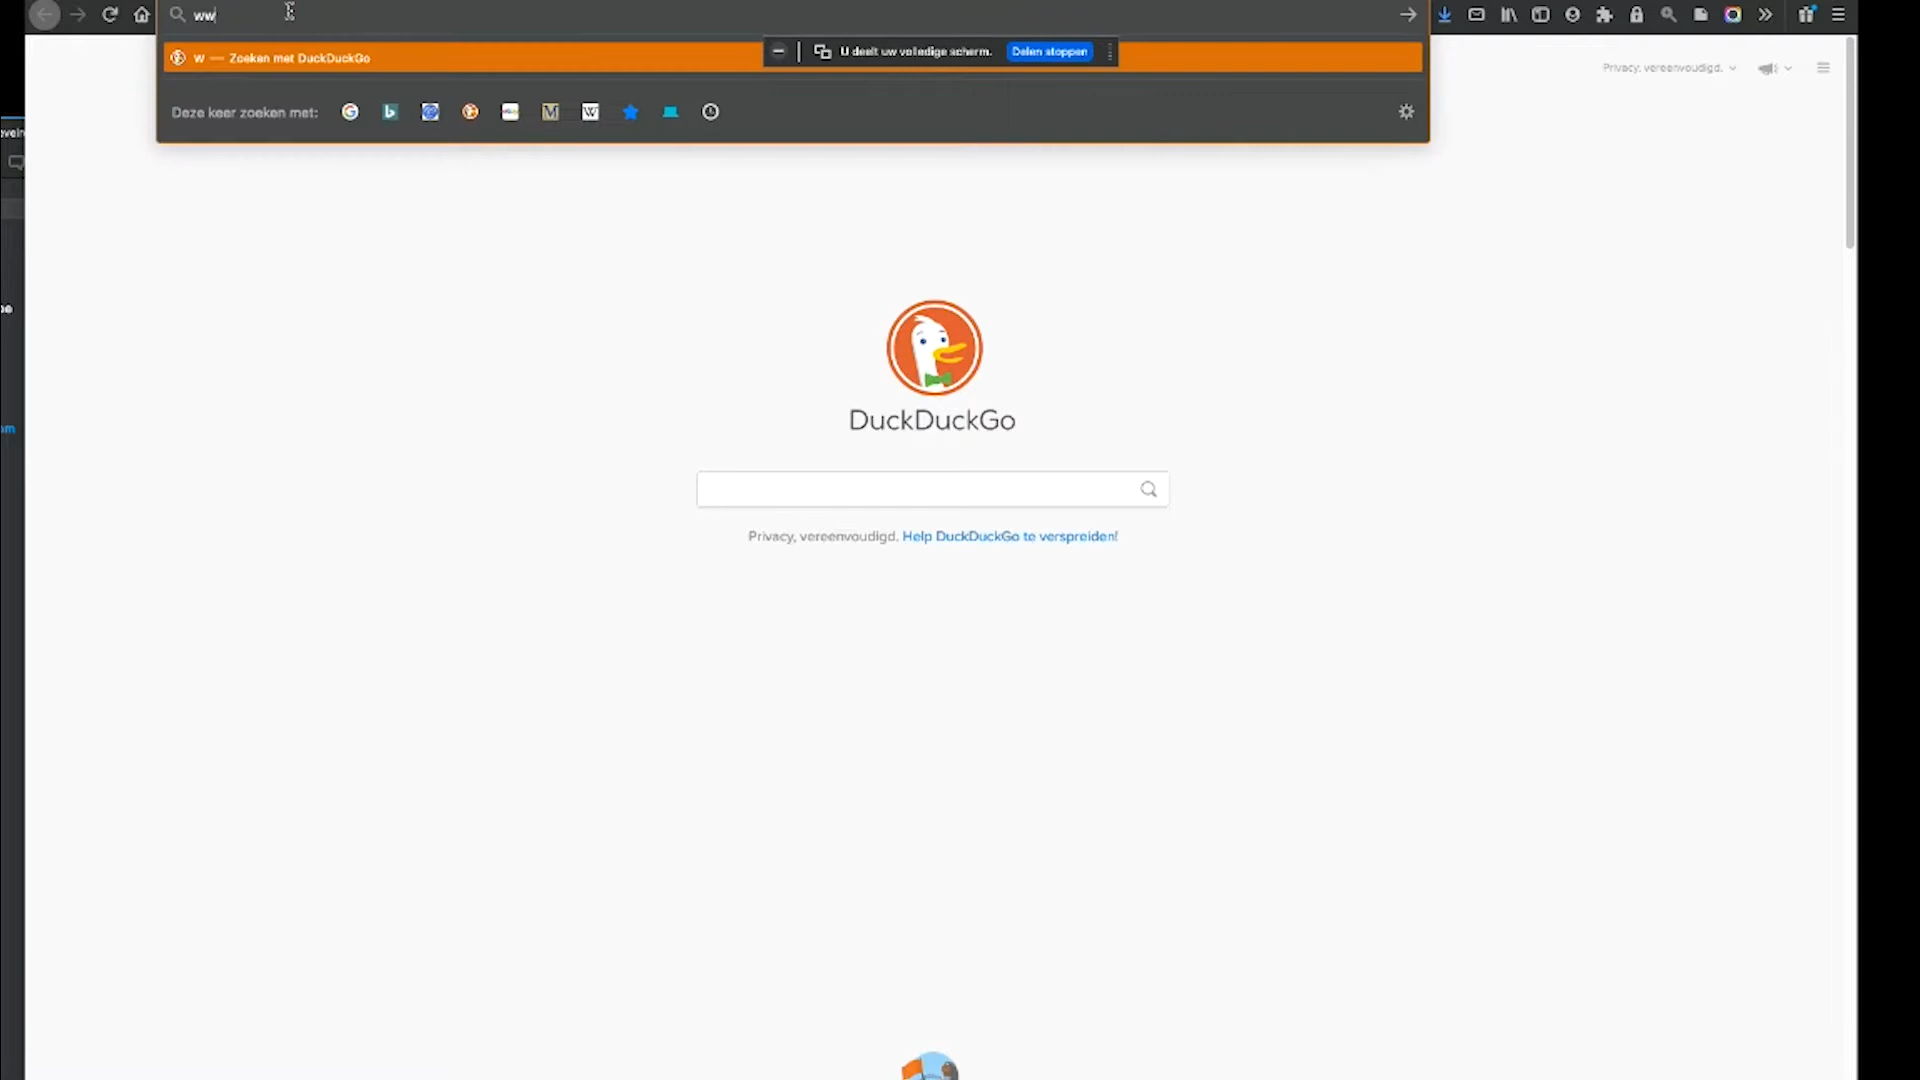 ww
w — Zoeken met DuckDuckGo
U deelt uw volledige scherm. Delen stoppen
Privacy, vereenvoudigd.
Deze keer zoeken met:
DuckDuckGo
Privacy, vereenvoudigd. Help DuckDuckGo te verspreiden!